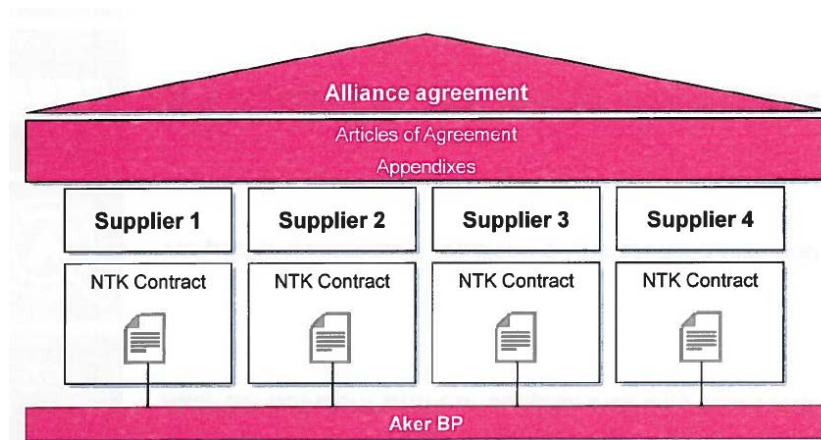 Alliance agreement
Articles of Agreement
Appendixes
Supplier 1
Supplier 2
Supplier 3
Supplier 4
NTK Contract
NTK Contract
NTK Contract
NTK Contract
Aker BP